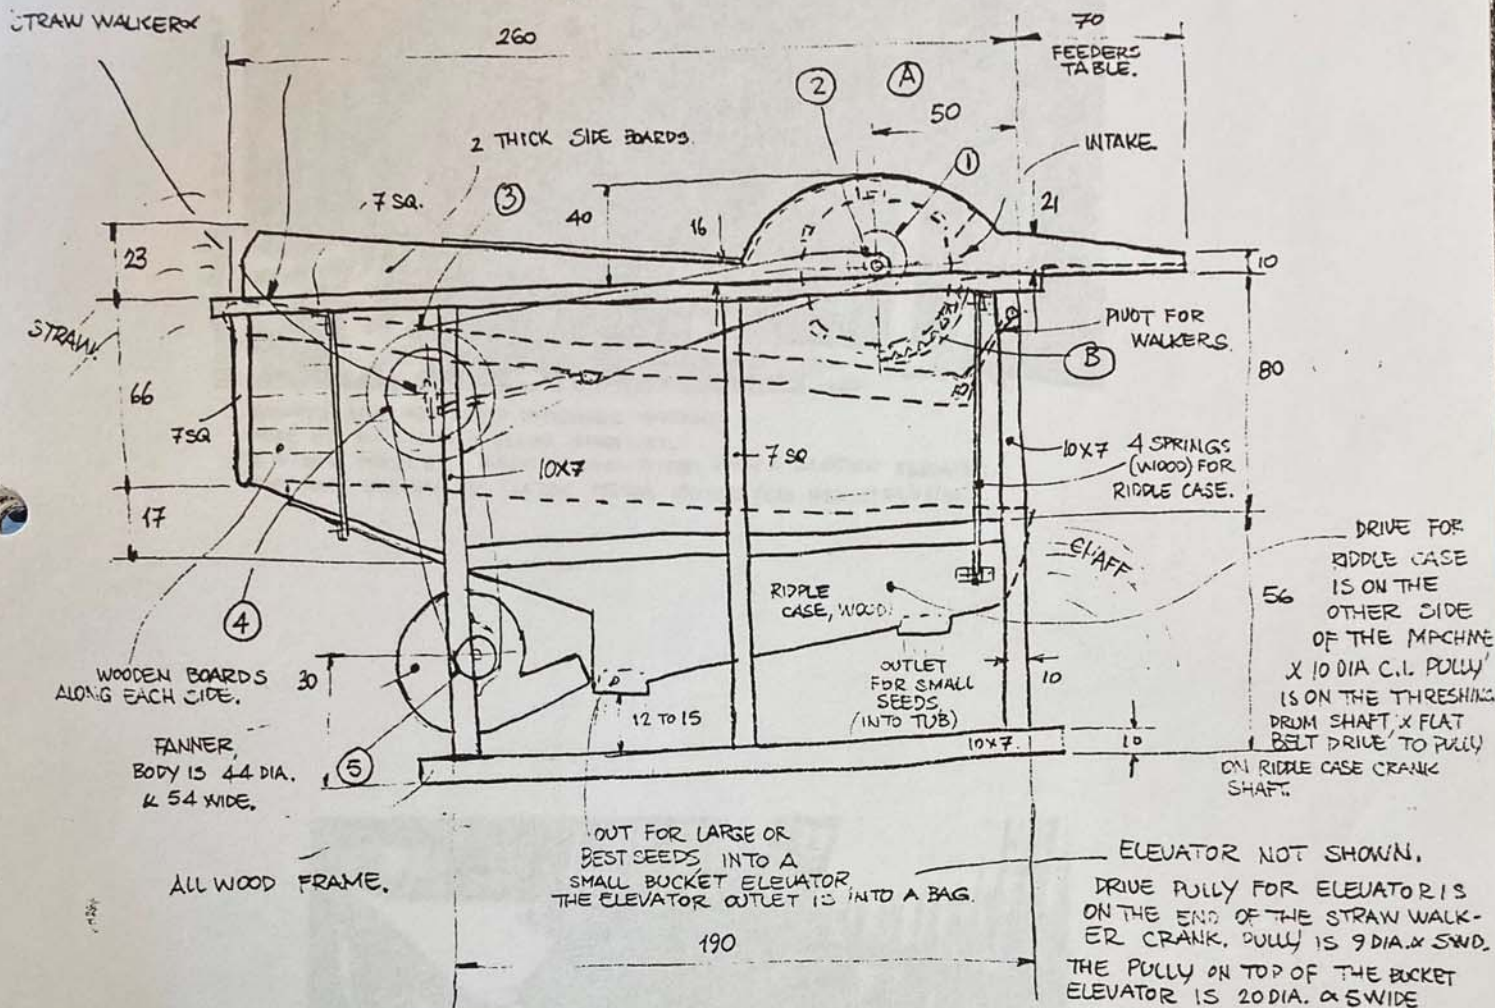 STRAW WALKER &
260
70
FEEDERS
TABLE.
2
A
50
2 THICK SIDE BOARDS.
1
INTAKE
7 SQ.
3
40
16
21
23
10
STRAW
PIVOT FOR
WALKERS.
B
66
80
7SQ
10X7
7 SQ
10X7
4 SPRINGS
(WOOD) FOR
RIDDLE CASE.
17
CHAFF
DRIVE FOR
RIDDLE CASE
IS ON THE
OTHER SIDE
OF THE MACHINE
& 10 DIA C.I. PULLY
IS ON THE THRESHING
DRUM SHAFT & FLAT
BELT DRIVE TO PULLY
ON RIDDLE CASE CRANK
SHAFT.
RIDDLE
CASE, WOOD
56
4
WOODEN BOARDS
ALONG EACH SIDE.
30
OUTLET
FOR SMALL
SEEDS
(INTO TUB)
10
12 TO 15
10X7.
10
FANNER,
BODY IS 44 DIA.
& 54 WIDE.
5
OUT FOR LARGE OR
BEST SEEDS, INTO A
SMALL BUCKET ELEVATOR,
THE ELEVATOR OUTLET IS INTO A BAG.
ALL WOOD FRAME.
ELEVATOR NOT SHOWN.
DRIVE PULLY FOR ELEVATOR IS
ON THE END OF THE STRAW WALK-
ER CRANK. PULLY IS 9 DIA. & 5WD.
THE PULLY ON TOP OF THE BUCKET
ELEVATOR IS 20 DIA. & 5 WIDE
190